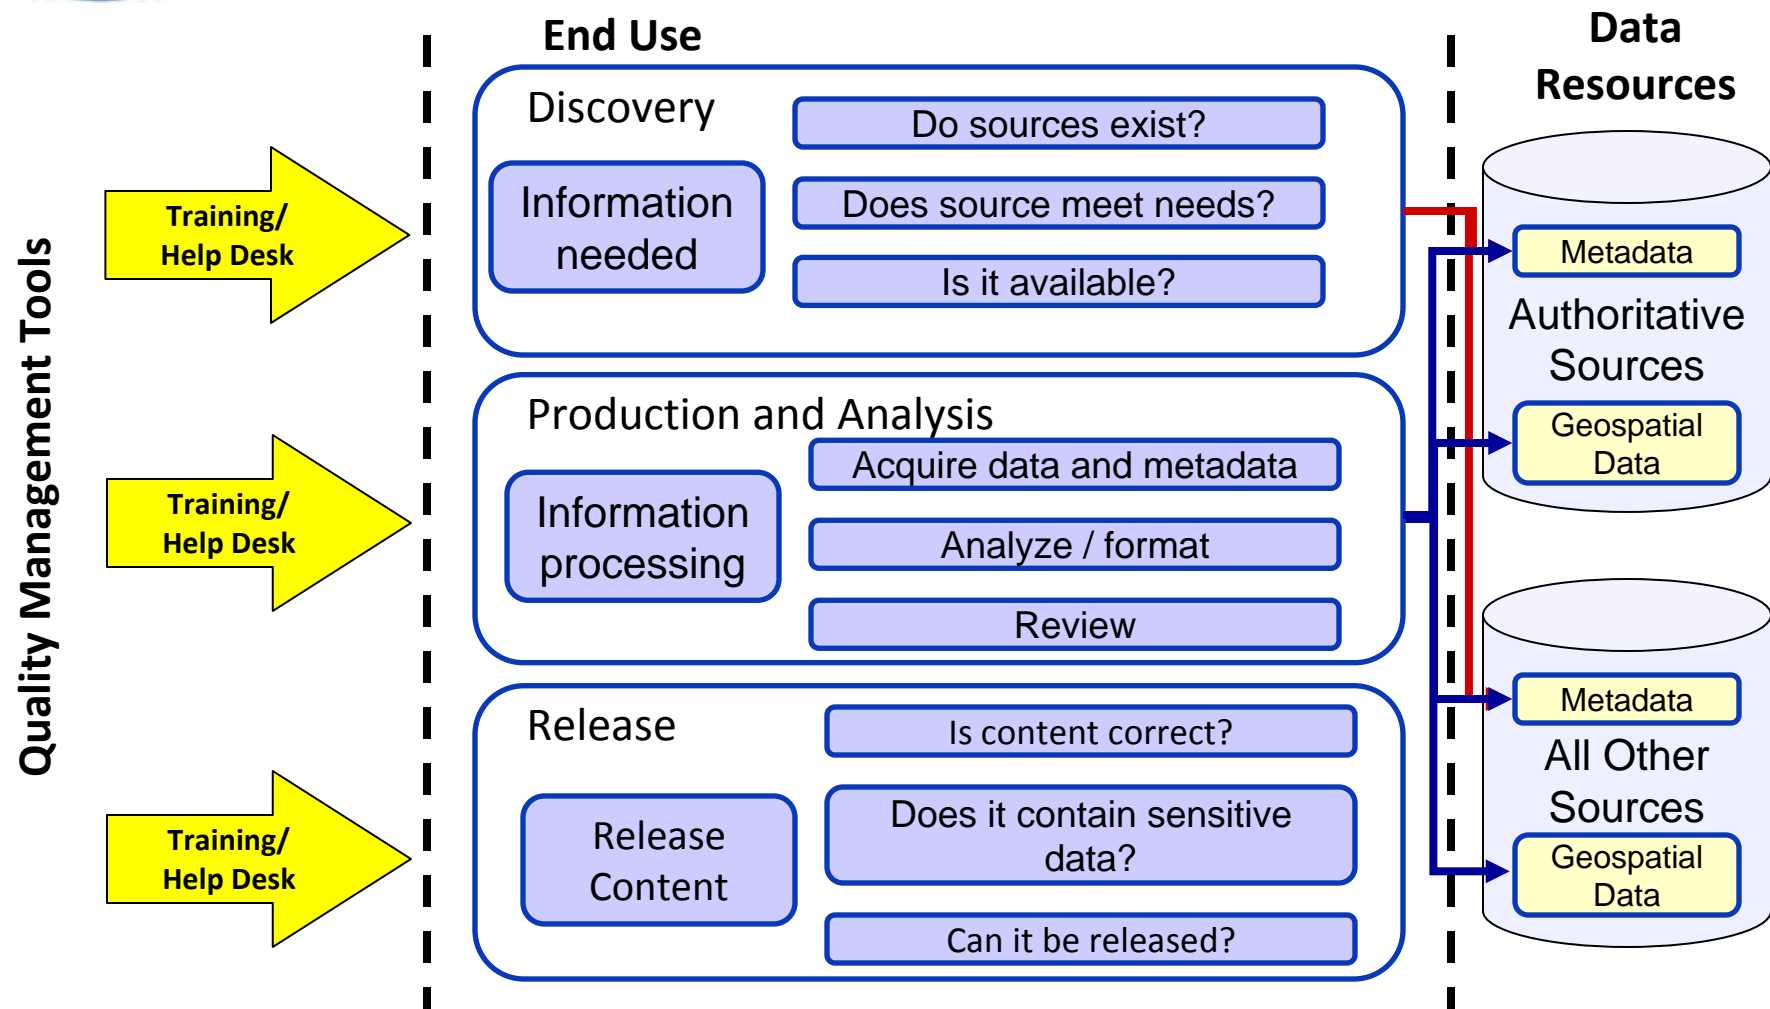 Quality Management Tools
Training/
Help Desk
Training/
Help Desk
Training/
Help Desk
End Use
Discovery
Information
needed
Do sources exist?
Does source meet needs?
Is it available?
Production and Analysis
Information
processing
Acquire data and metadata
Analyze / format
Review
Release
Release
Content
Is content correct?
Does it contain sensitive
data?
Can it be released?
Data
Resources
Metadata
Authoritative
Sources
Geospatial
Data
Metadata
All Other
Sources
Geospatial
Data